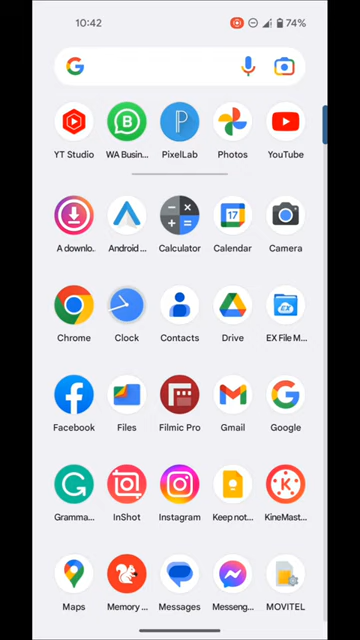 10:42 74%
YT Studio WA Busin... PixelLab Photos YouTube
A downlo.. Android ... Calculator Calendar Camera
Chrome Clock Contacts Drive EX File M...
Facebook Files Filmic Pro Gmail Google
Gramma... InShot Instagram Keep not... KineMast...
Maps Memory ... Messages Messeng... MOVITEL